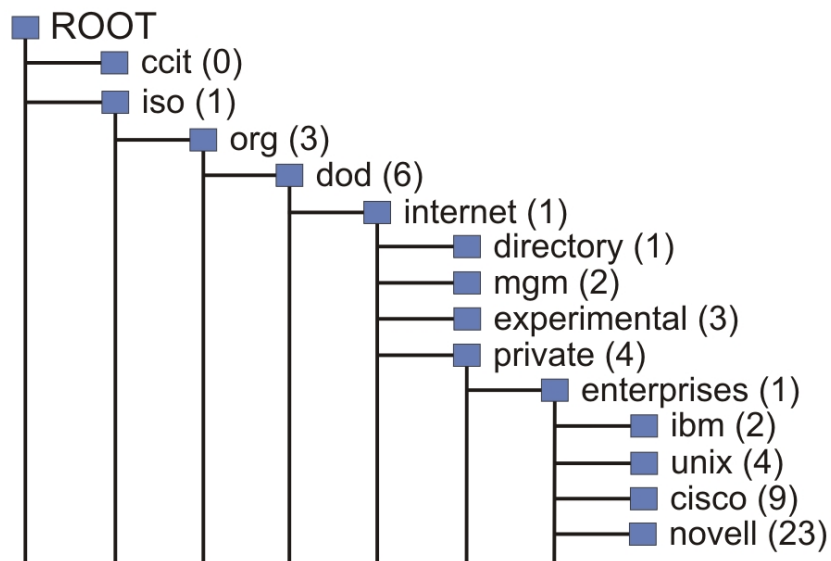 ROOT
ccit (0)
iso (1)
org (3)
dod (6)
internet (1)
directory (1)
mgm (2)
experimental (3)
private (4)
enterprises (1)
ibm (2)
unix (4)
cisco (9)
novell (23)